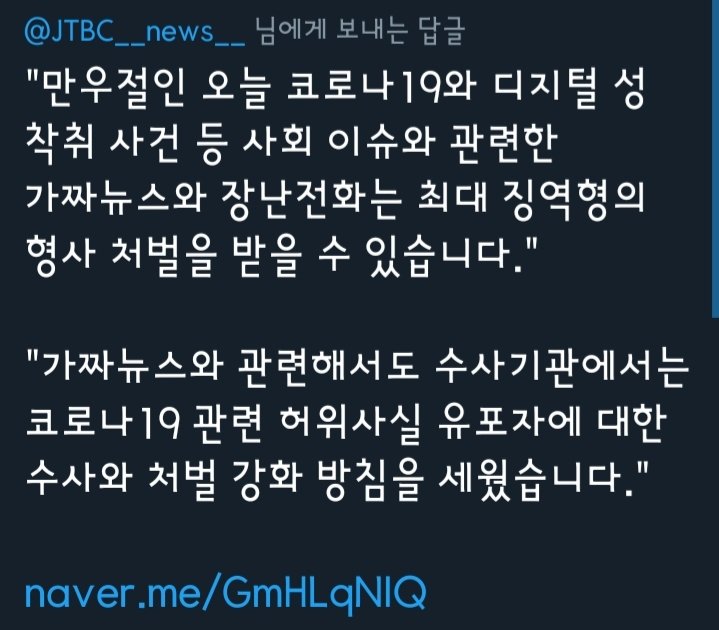 @JTBC__news__ 님에게 보내는 답글
"만우절인 오늘 코로나19와 디지털 성
착취 사건 등 사회 이슈와 관련한
가짜뉴스와 장난전화는 최대 징역형의
형사 처벌을 받을 수 있습니다."
"가짜뉴스와 관련해서도 수사기관에서는
코로나19 관련 허위사실 유포자에 대한
수사와 처벌 강화 방침을 세웠습니다."
naver.me/GmHLqNIQ